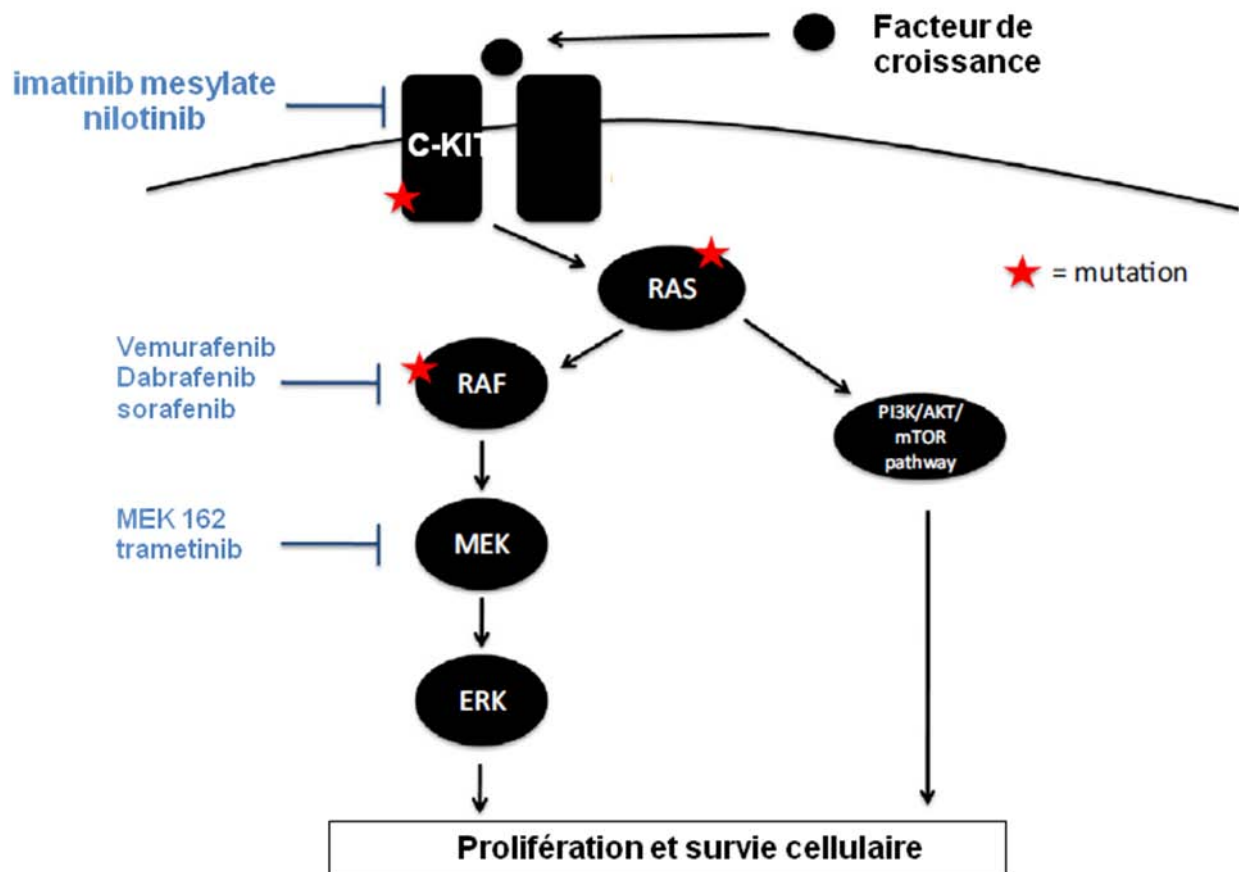 Facteur de
croissance
imatinib mesylate
nilotinib
C-KIT
RAS
= mutation
Vemurafenib
Dabrafenib
sorafenib
RAF
PI3K/AKT/
mTOR
pathway
MEK 162
trametinib
MEK
ERK
Prolifération et survie cellulaire